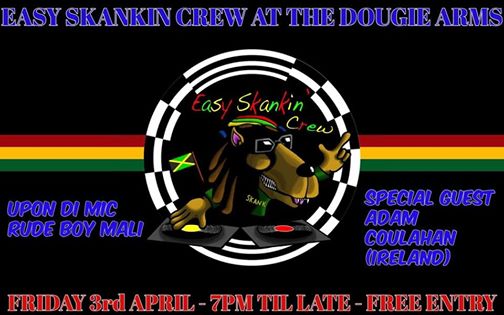 EASY SKANKIN CREW AT THE DOUGIE ARMS
Easy Skankin'
Crew
SKANK
UPON DI MIC
RUDE BOY MALI
SPECIAL GUEST
ADAM
COULAHAN
(IRELAND)
FRIDAY 3rd APRIL - 7PM TIL LATE - FREE ENTRY